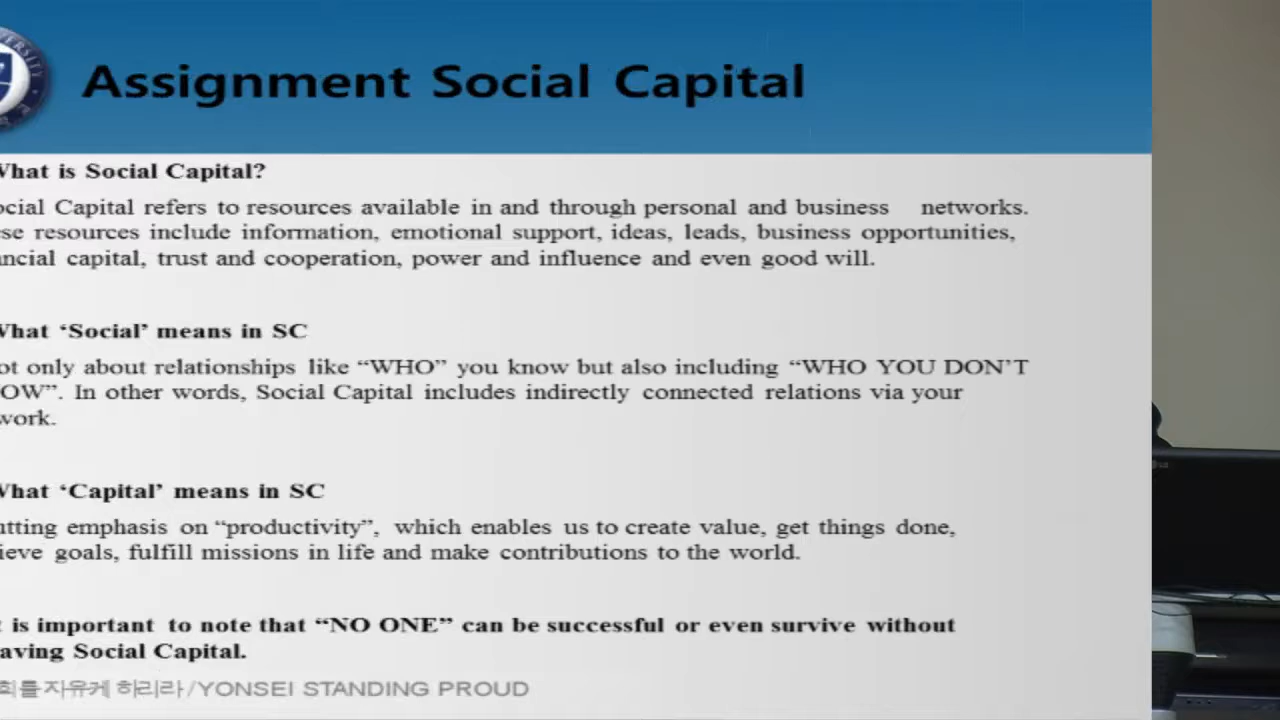 ERSITY
Assignment Social Capital
What is Social Capital?
ocial Capital refers to resources available in and through personal and business networks.
se resources include information, emotional support, ideas, leads, business opportunities,
ncial capital, trust and cooperation, power and influence and even good will.
What ‘Social’ means in SC
ot only about relationships like “WHO” you know but also including “WHO YOU DON’T
OW”. In other words, Social Capital includes indirectly connected relations via your
work.
What ‘Capital’ means in SC
utting emphasis on “productivity”, which enables us to create value, get things done,
ieve goals, fulfill missions in life and make contributions to the world.
t is important to note that “NO ONE” can be successful or even survive without
aving Social Capital.
희를 자유케 하리라 /YONSEI STANDING PROUD